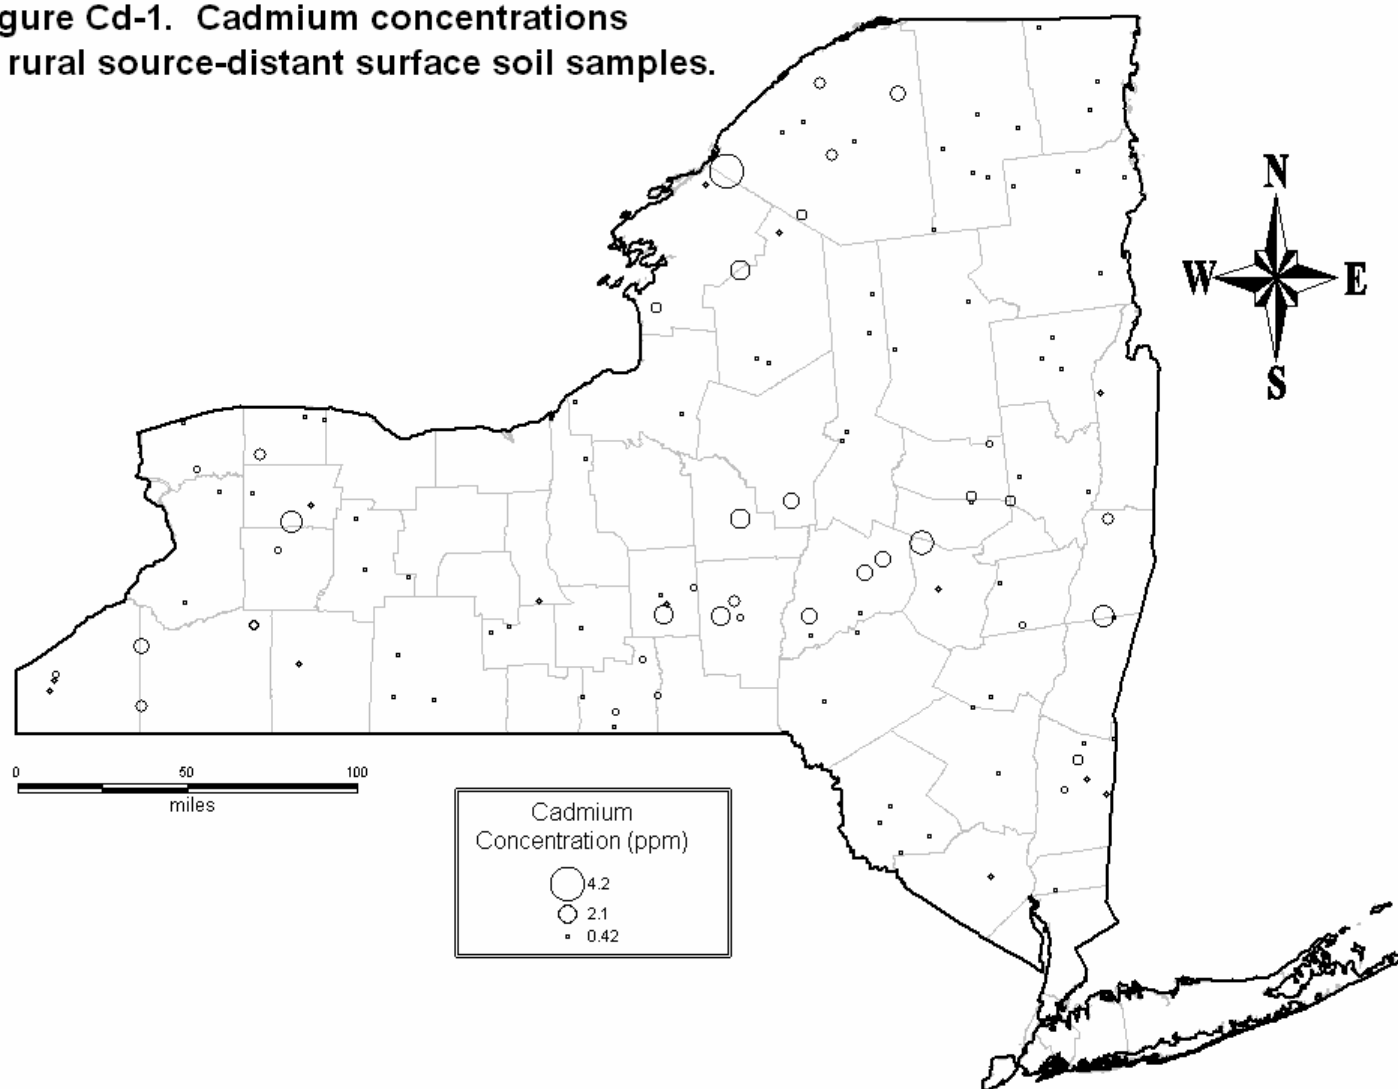 gure Cd-1. Cadmium concentrations
rural source-distant surface soil samples.
N
W E
S
0 50 100
miles
Cadmium
Concentration (ppm)
4.2
2.1
0.42